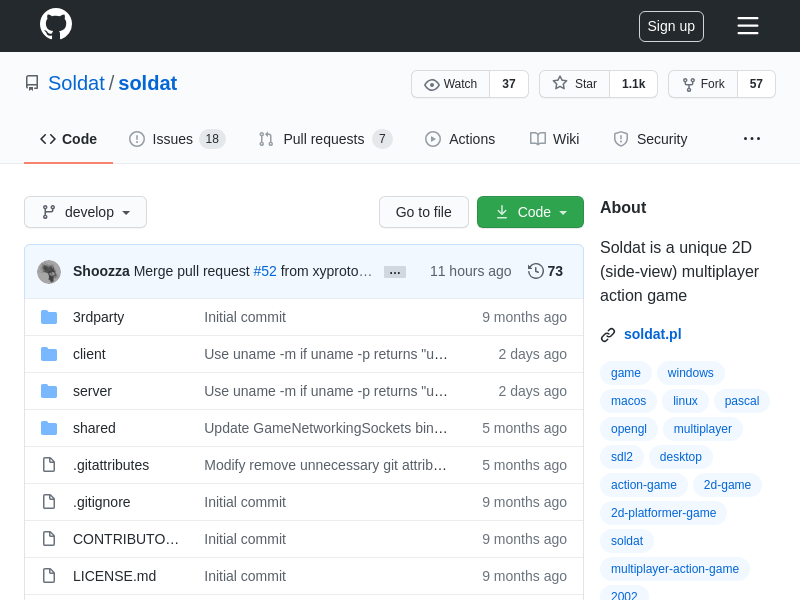 Sign up
Soldat / soldat
Watch 37
Star 1.1k
Fork 57
Code
Issues 18
Pull requests 7
Actions
Wiki
Security
develop
Go to file
Code
Shoozza Merge pull request #52 from xyproto… … 11 hours ago 73
3rdparty Initial commit 9 months ago
client Use uname -m if uname -p returns "u… 2 days ago
server Use uname -m if uname -p returns "u… 2 days ago
shared Update GameNetworkingSockets bin… 5 months ago
.gitattributes Modify remove unnecessary git attrib… 5 months ago
.gitignore Initial commit 9 months ago
CONTRIBUTO… Initial commit 9 months ago
LICENSE.md Initial commit 9 months ago
About
Soldat is a unique 2D
(side-view) multiplayer
action game
soldat.pl
game windows
macos linux pascal
opengl multiplayer
sdl2 desktop
action-game 2d-game
2d-platformer-game
soldat
multiplayer-action-game
2002